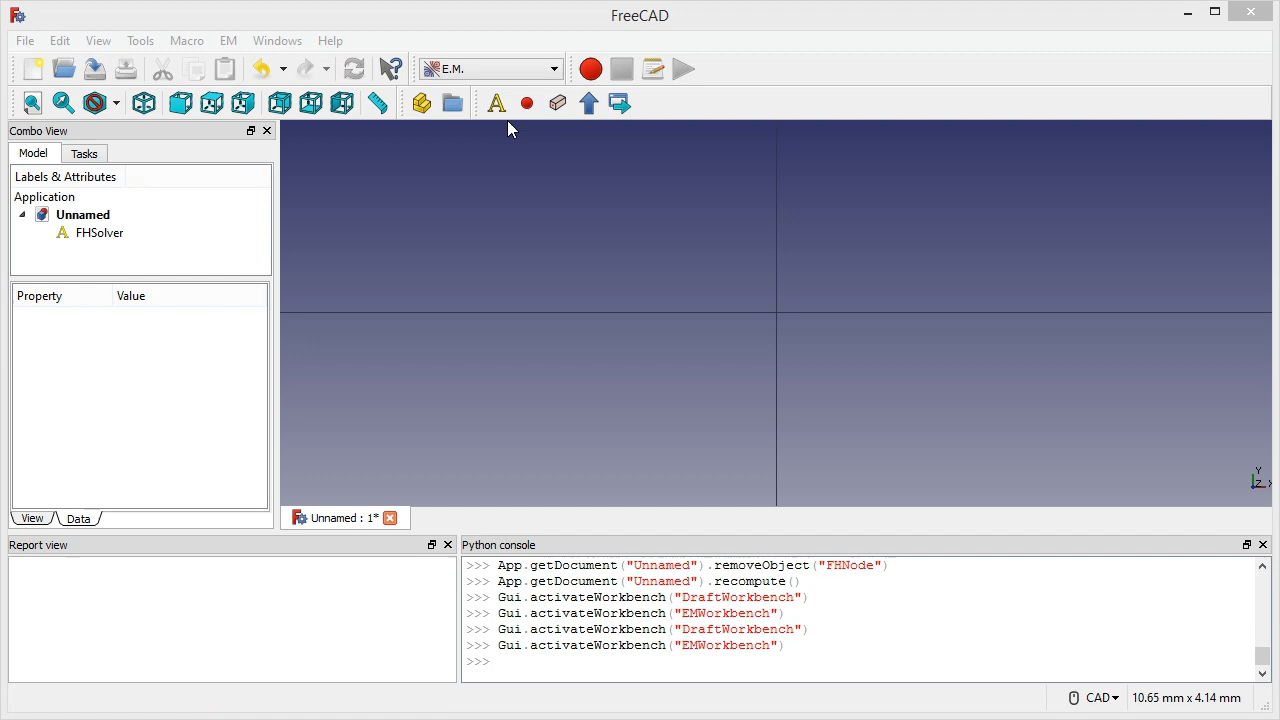 FreeCAD
File Edit View Tools Macro EM Windows Help
E.M.
Combo View
Model Tasks
Labels & Attributes
Application
Unnamed
FHSolver
Property Value
View Data
Unnamed : 1*
Report view
Python console
>>> App.getDocument("Unnamed").removeObject("FHNode")
>>> App.getDocument("Unnamed").recompute()
>>> Gui.activateWorkbench("DraftWorkbench")
>>> Gui.activateWorkbench("EMWorkbench")
>>> Gui.activateWorkbench("DraftWorkbench")
>>> Gui.activateWorkbench("EMWorkbench")
>>>
Y
Z X
CAD 10.65 mm x 4.14 mm